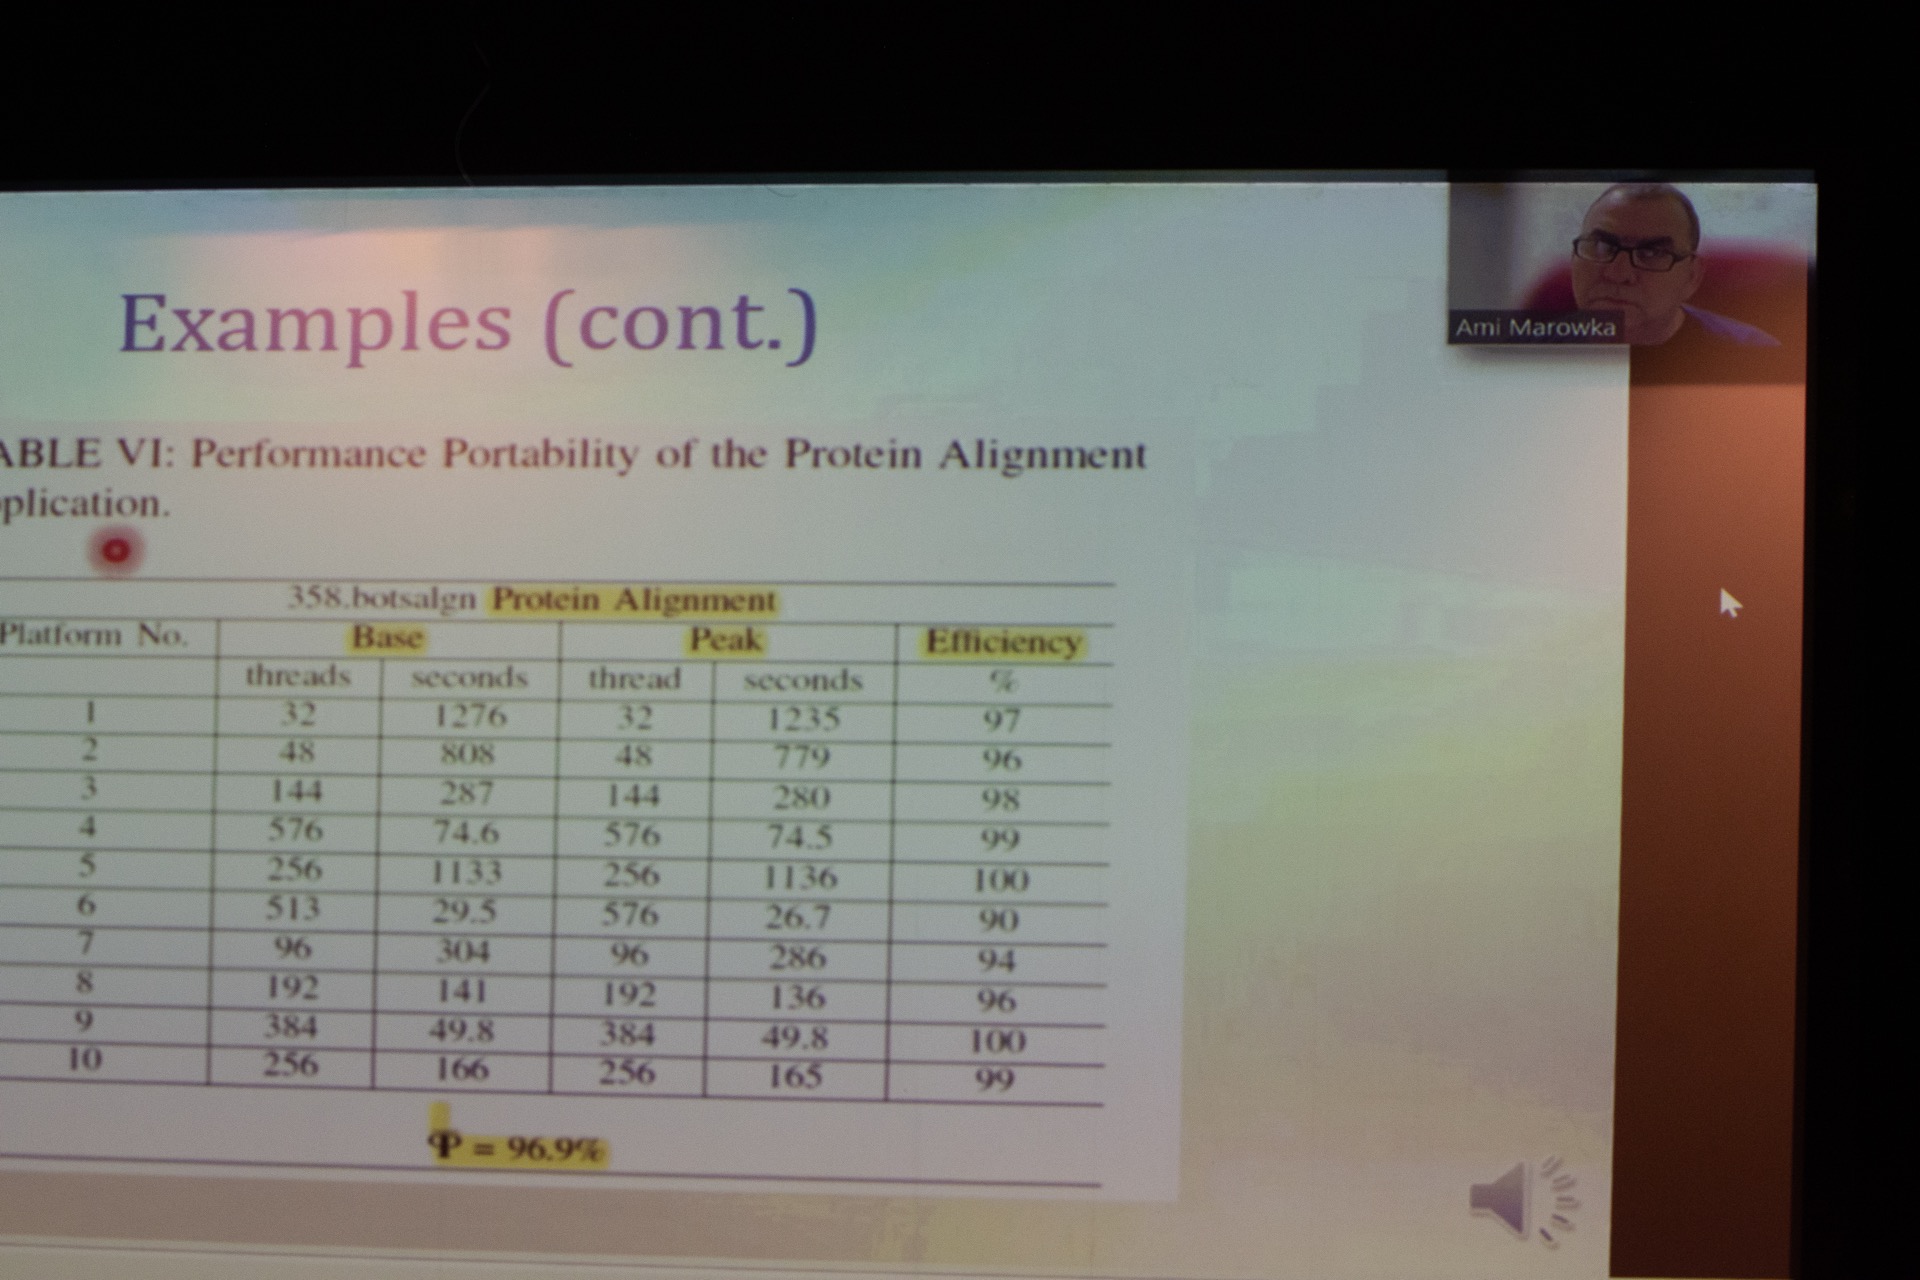 Examples (cont.)
Ami Marowka
ABLE VI: Performance Portability of the Protein Alignment
plication.
358.botsalgn Protein Alignment
Platform No. Base Peak Efficiency
threads seconds thread seconds %
1 32 1276 32 1235 97
2 48 808 48 779 96
3 144 287 144 280 98
4 576 74.6 576 74.5 99
5 256 1133 256 1136 100
6 513 29.5 576 26.7 90
7 96 304 96 286 94
8 192 141 192 136 96
9 384 49.8 384 49.8 100
10 256 166 256 165 99
ꟼP = 96.9%